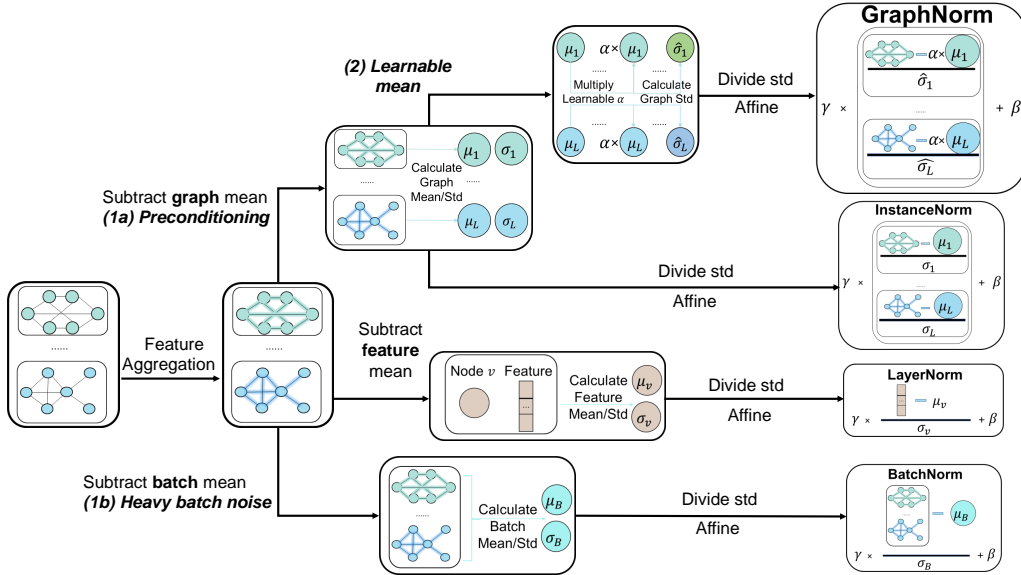 GraphNorm
(2) Learnable
mean
μ1 α× μ1 σ̂1
......
......
Multiply
Learnable α
Calculate
Graph Std
......
......
μL α× μL σ̂L
Divide std
Affine
γ ×
− α× μ1
σ̂1
......
− α× μL
σ̂L
+ β
Subtract graph mean
(1a) Preconditioning
......
Calculate
Graph
Mean/Std
μ1 σ1
......
μL σL
Divide std
Affine
InstanceNorm
γ ×
− μ1
σ1
....
− μL
σL
+ β
......
Feature
Aggregation
......
Subtract
feature
mean
Node v Feature
...
Calculate
Feature
Mean/Std
μv
σv
Divide std
Affine
LayerNorm
...
− μv
γ ×
σv
+ β
Subtract batch mean
(1b) Heavy batch noise
......
Calculate
Batch
Mean/Std
μB
σB
Divide std
Affine
BatchNorm
....
− μB
γ ×
σB
+ β